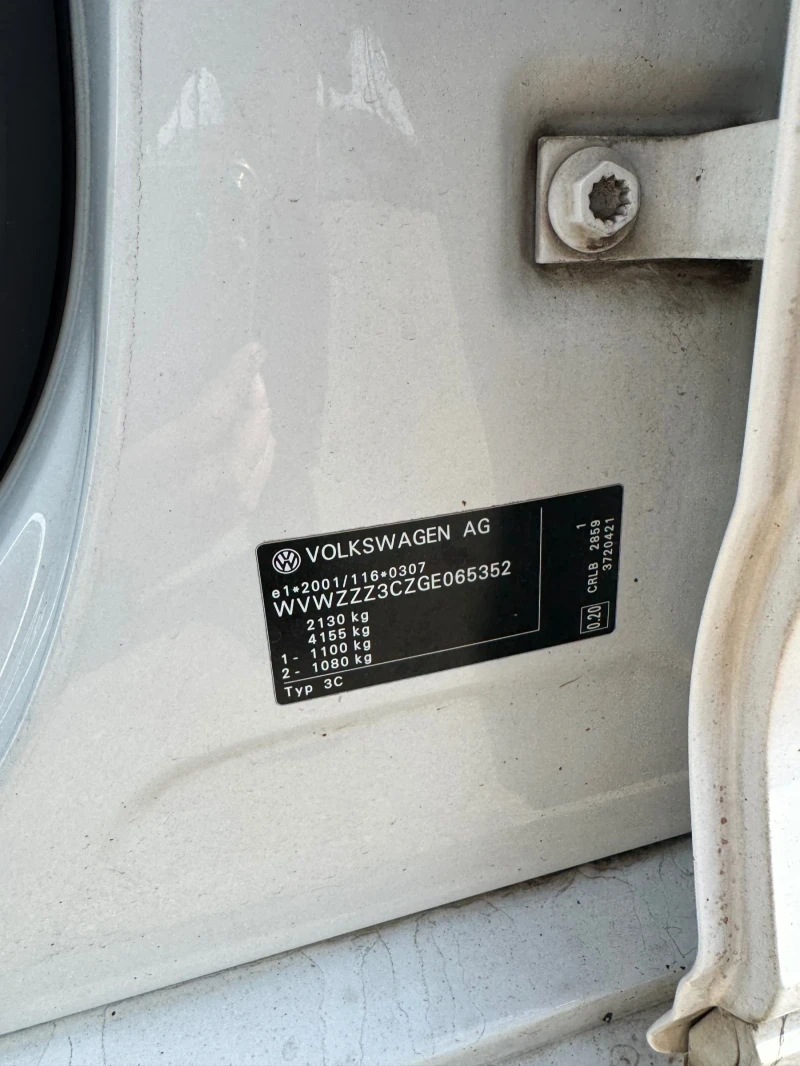 VOLKSWAGEN AG
e1*2001/116*0307
WVWZZZ3CZGE065352
2130 kg
4155 kg
1- 1100 kg
2- 1080 kg
Typ 3C
1
CRLB 2859
3720421
0.20